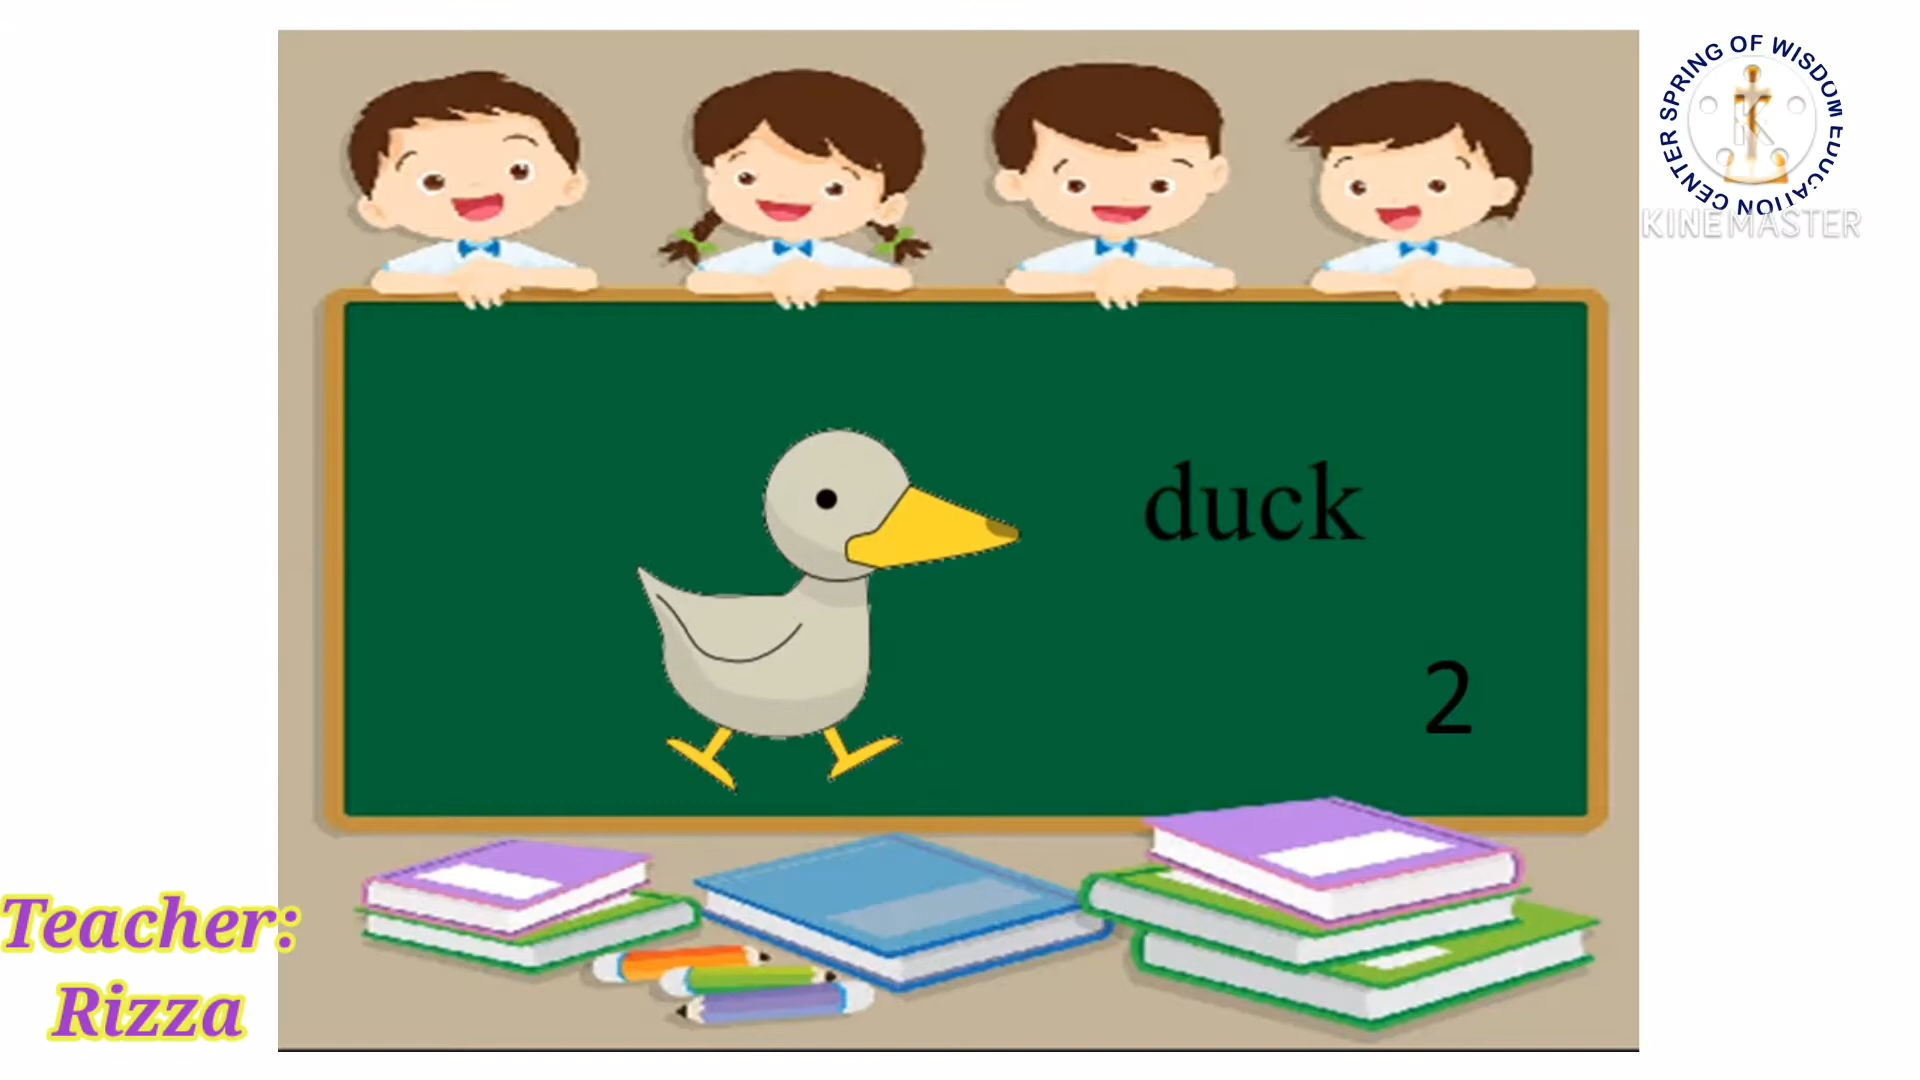 SPRING OF WISDOM EDUCATION CENTER
KINEMASTER
duck
2
Teacher:
Rizza